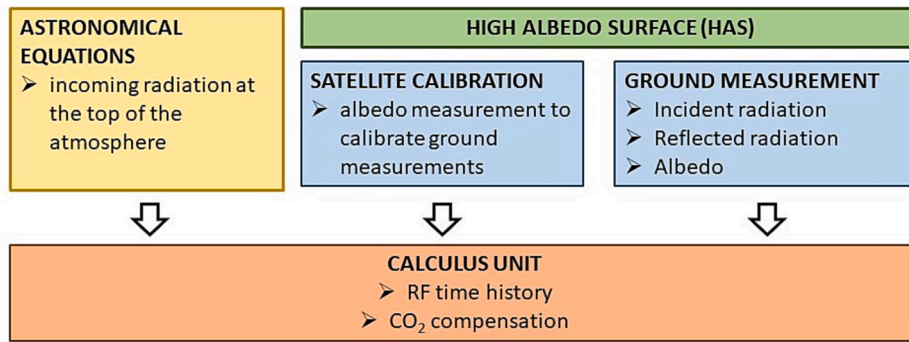 ASTRONOMICAL
EQUATIONS
➢ incoming radiation at
the top of the
atmosphere
HIGH ALBEDO SURFACE (HAS)
SATELLITE CALIBRATION
➢ albedo measurement to
calibrate ground
measurements
GROUND MEASUREMENT
➢ Incident radiation
➢ Reflected radiation
➢ Albedo
CALCULUS UNIT
➢ RF time history
➢ CO₂ compensation